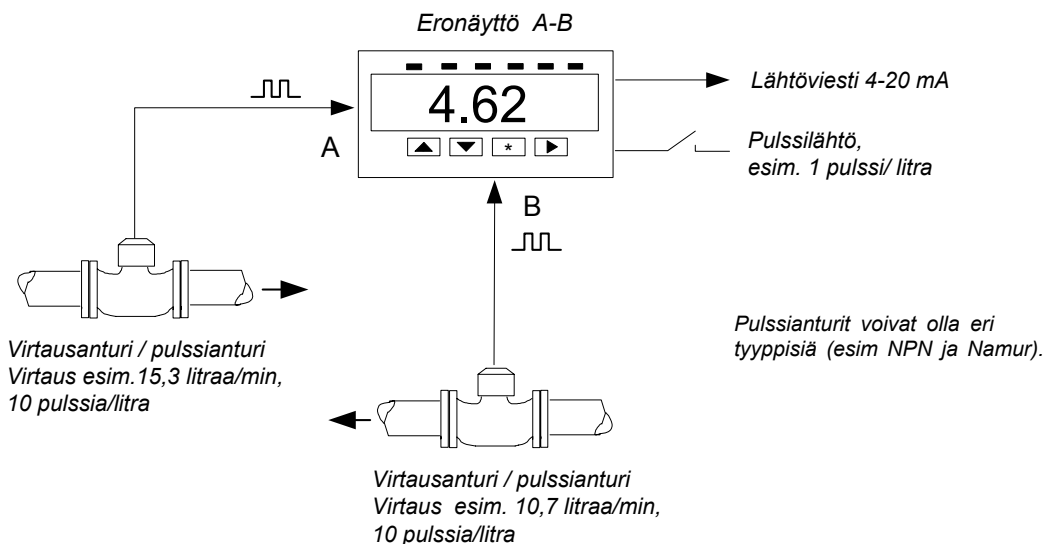 Eronäyttö A-B
4.62
*
A
B
Lähtöviesti 4-20 mA
Pulssilähtö,
esim. 1 pulssi/ litra
Virtausanturi / pulssianturi
Virtaus esim.15,3 litraa/min,
10 pulssia/litra
Pulssianturit voivat olla eri
tyyppisiä (esim NPN ja Namur).
Virtausanturi / pulssianturi
Virtaus esim. 10,7 litraa/min,
10 pulssia/litra